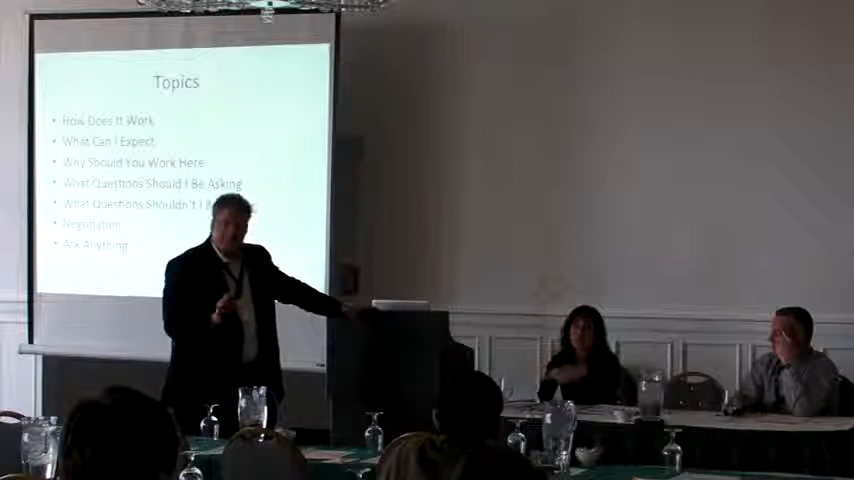 Topics
• How Does It Work
• What Can I Expect
• Why Should You Work Here
• What Questions Should I Be Asking
• What Questions Shouldn't I
• Negotiation
• Ask Anything